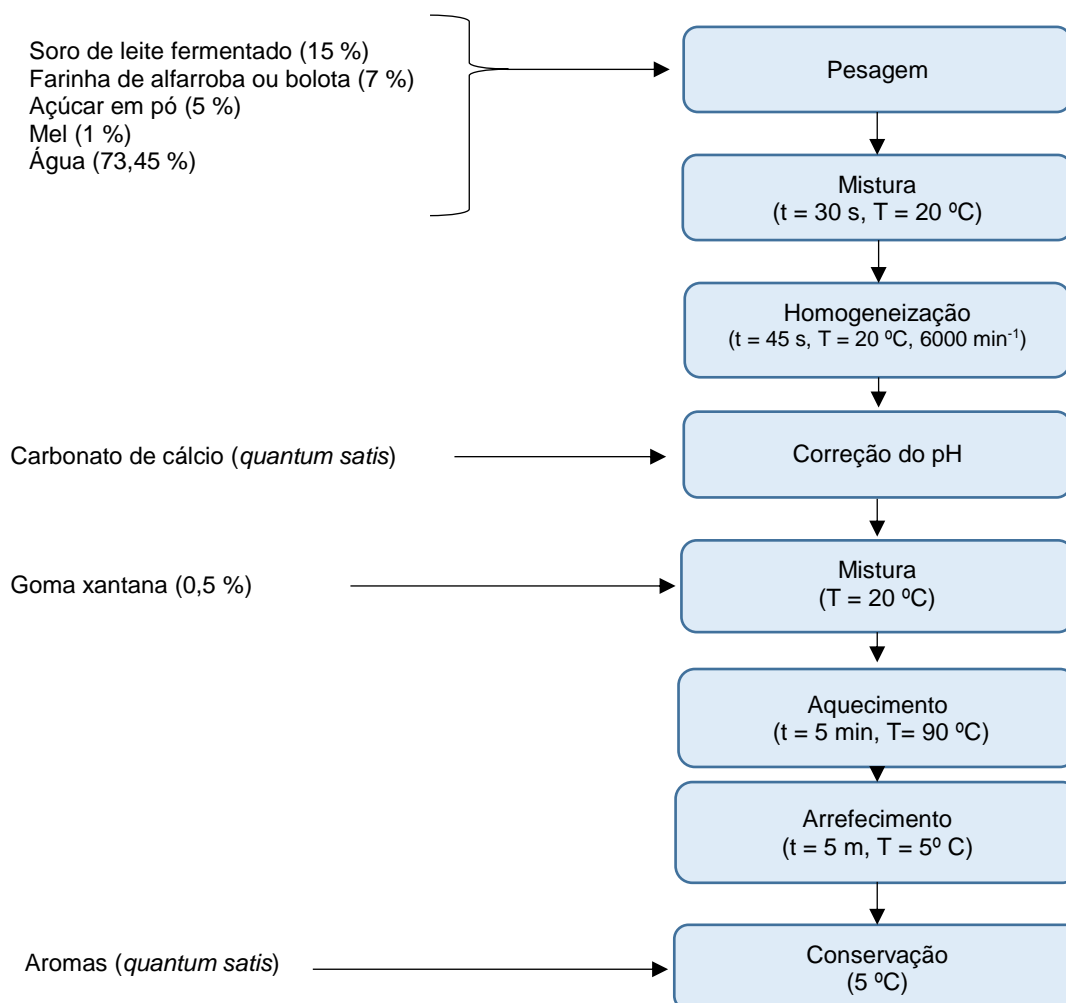 Soro de leite fermentado (15 %)
Farinha de alfarroba ou bolota (7 %)
Açúcar em pó (5 %)
Mel (1 %)
Água (73,45 %)
Pesagem
Mistura
(t = 30 s, T = 20 ºC)
Homogeneização
(t = 45 s, T = 20 ºC, 6000 min⁻¹)
Carbonato de cálcio (quantum satis)
Correção do pH
Goma xantana (0,5 %)
Mistura
(T = 20 ºC)
Aquecimento
(t = 5 min, T= 90 ºC)
Arrefecimento
(t = 5 m, T = 5º C)
Aromas (quantum satis)
Conservação
(5 ºC)